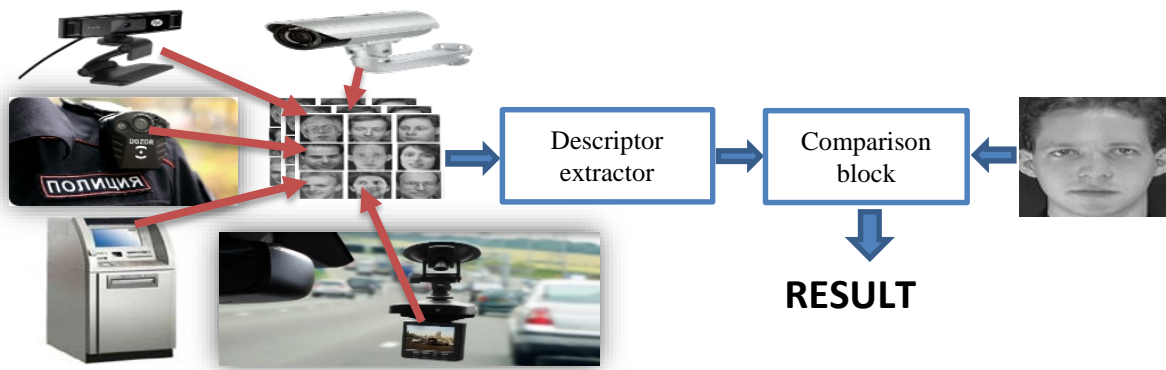 DOZOR
ПОЛИЦИЯ
Descriptor
extractor
Comparison
block
RESULT